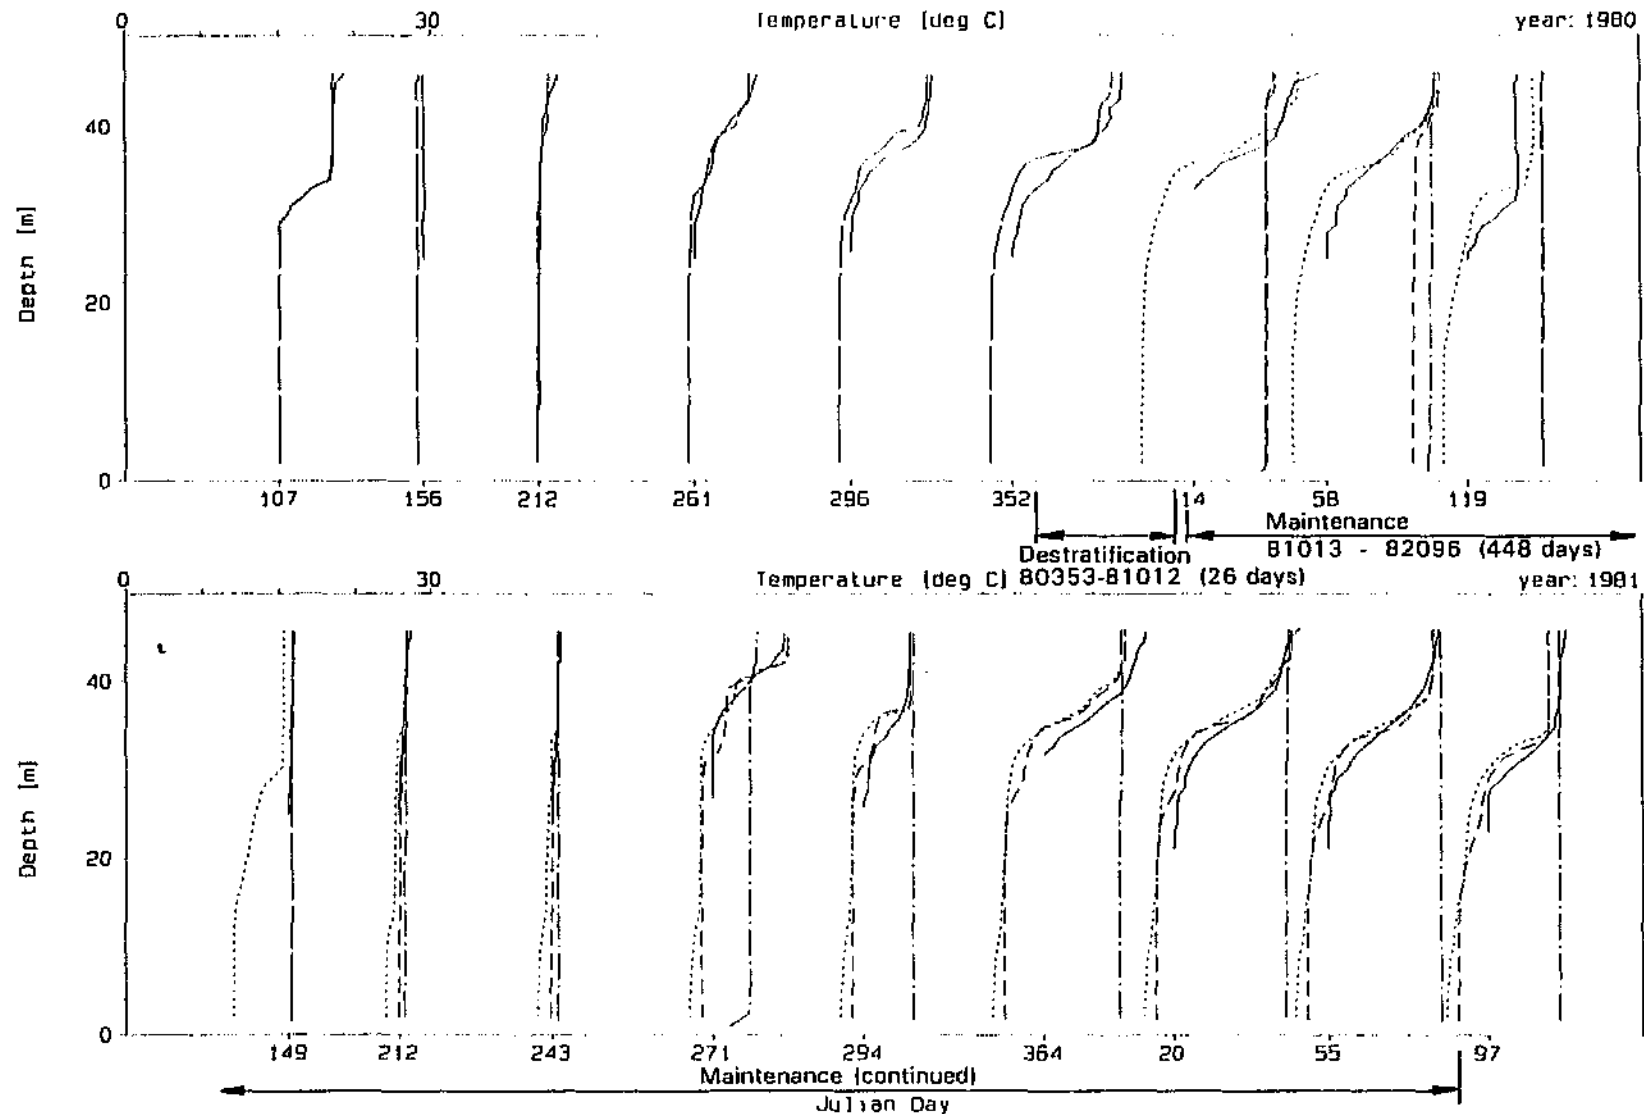 0 30 Temperature [deg C] year: 1980
40
20
0
Depth [m]
107 156 212 261 296 352 14 58 119
Maintenance
81013 - 82096 (448 days)
Destratification
80353-81012 (26 days)
0 30 Temperature (deg C) year: 1981
40
20
0
Depth [m]
149 212 243 271 294 364 20 55 97
Maintenance (continued)
Julian Day